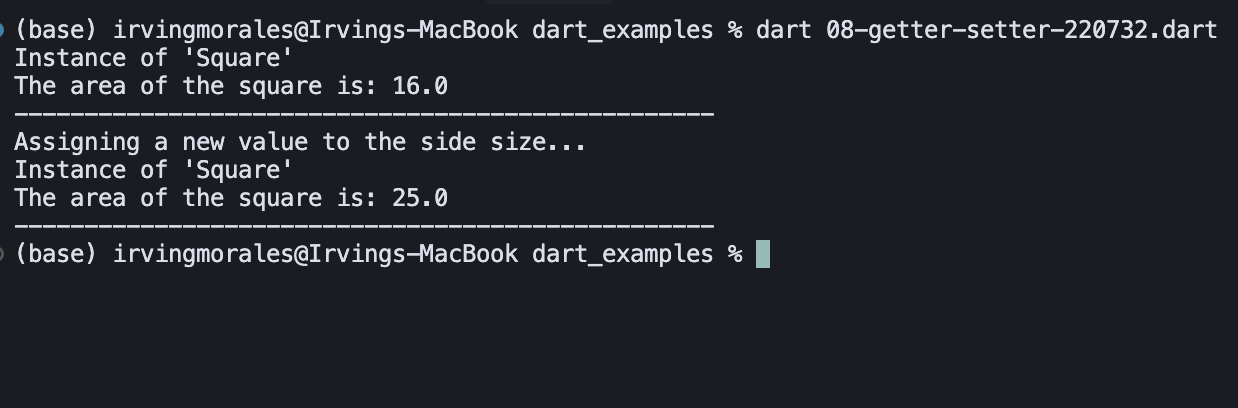 (base) irvingmorales@Irvings-MacBook dart_examples % dart 08-getter-setter-220732.dart
Instance of 'Square'
The area of the square is: 16.0
--------------------------------------------------
Assigning a new value to the side size...
Instance of 'Square'
The area of the square is: 25.0
--------------------------------------------------
(base) irvingmorales@Irvings-MacBook dart_examples %